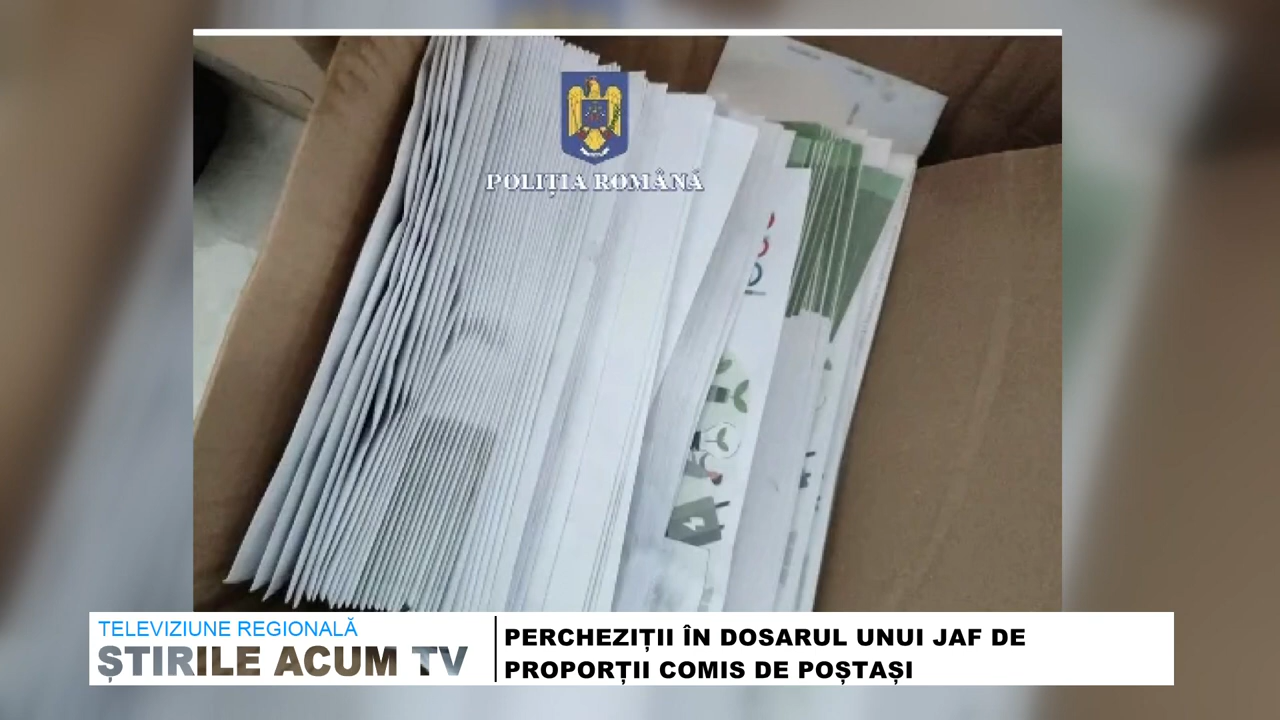 POLIȚIA ROMÂNĂ
TELEVIZIUNE REGIONALĂ
ȘTIRILE ACUM TV
PERCHEZIȚII ÎN DOSARUL UNUI JAF DE
PROPORȚII COMIS DE POȘTAȘI